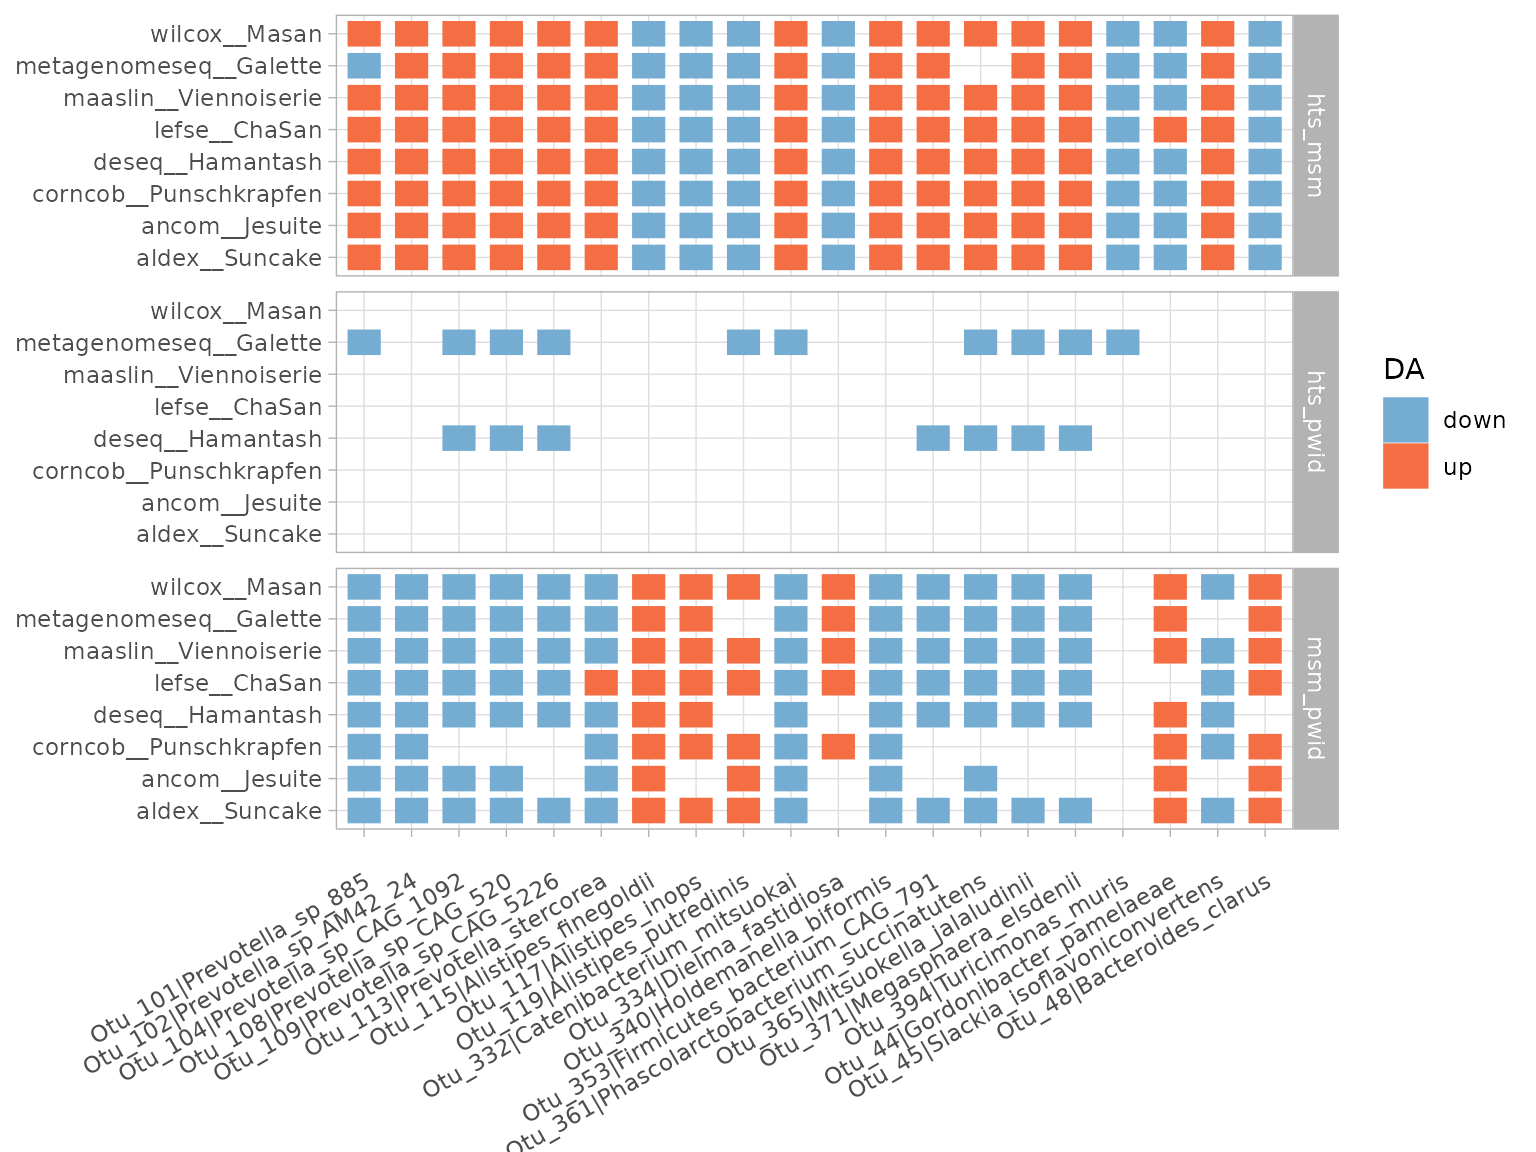 wilcox__Masan
metagenomeseq__Galette
maaslin__Viennoiserie
lefse__ChaSan
deseq__Hamantash
corncob__Punschkrapfen
ancom__Jesuite
aldex__Suncake
hts_msm
wilcox__Masan
metagenomeseq__Galette
maaslin__Viennoiserie
lefse__ChaSan
deseq__Hamantash
corncob__Punschkrapfen
ancom__Jesuite
aldex__Suncake
hts_pwid
wilcox__Masan
metagenomeseq__Galette
maaslin__Viennoiserie
lefse__ChaSan
deseq__Hamantash
corncob__Punschkrapfen
ancom__Jesuite
aldex__Suncake
msm_pwid
Otu_101|Prevotella_sp_885
Otu_102|Prevotella_sp_AM42_24
Otu_104|Prevotella_sp_CAG_1092
Otu_108|Prevotella_sp_CAG_520
Otu_109|Prevotella_sp_CAG_5226
Otu_113|Prevotella_stercorea
Otu_115|Alistipes_finegoldii
Otu_117|Alistipes_inops
Otu_119|Alistipes_putredinis
Otu_332|Catenibacterium_mitsuokai
Otu_334|Dielma_fastidiosa
Otu_340|Holdemanella_biformis
Otu_353|Firmicutes_bacterium_CAG_791
Otu_361|Phascolarctobacterium_succinatutens
Otu_365|Mitsuokella_jalaludinii
Otu_371|Megasphaera_elsdenii
Otu_394|Turicimonas_muris
Otu_44|Gordonibacter_pamelaeae
Otu_45|Slackia_isoflavoniconvertens
Otu_48|Bacteroides_clarus
DA
down
up